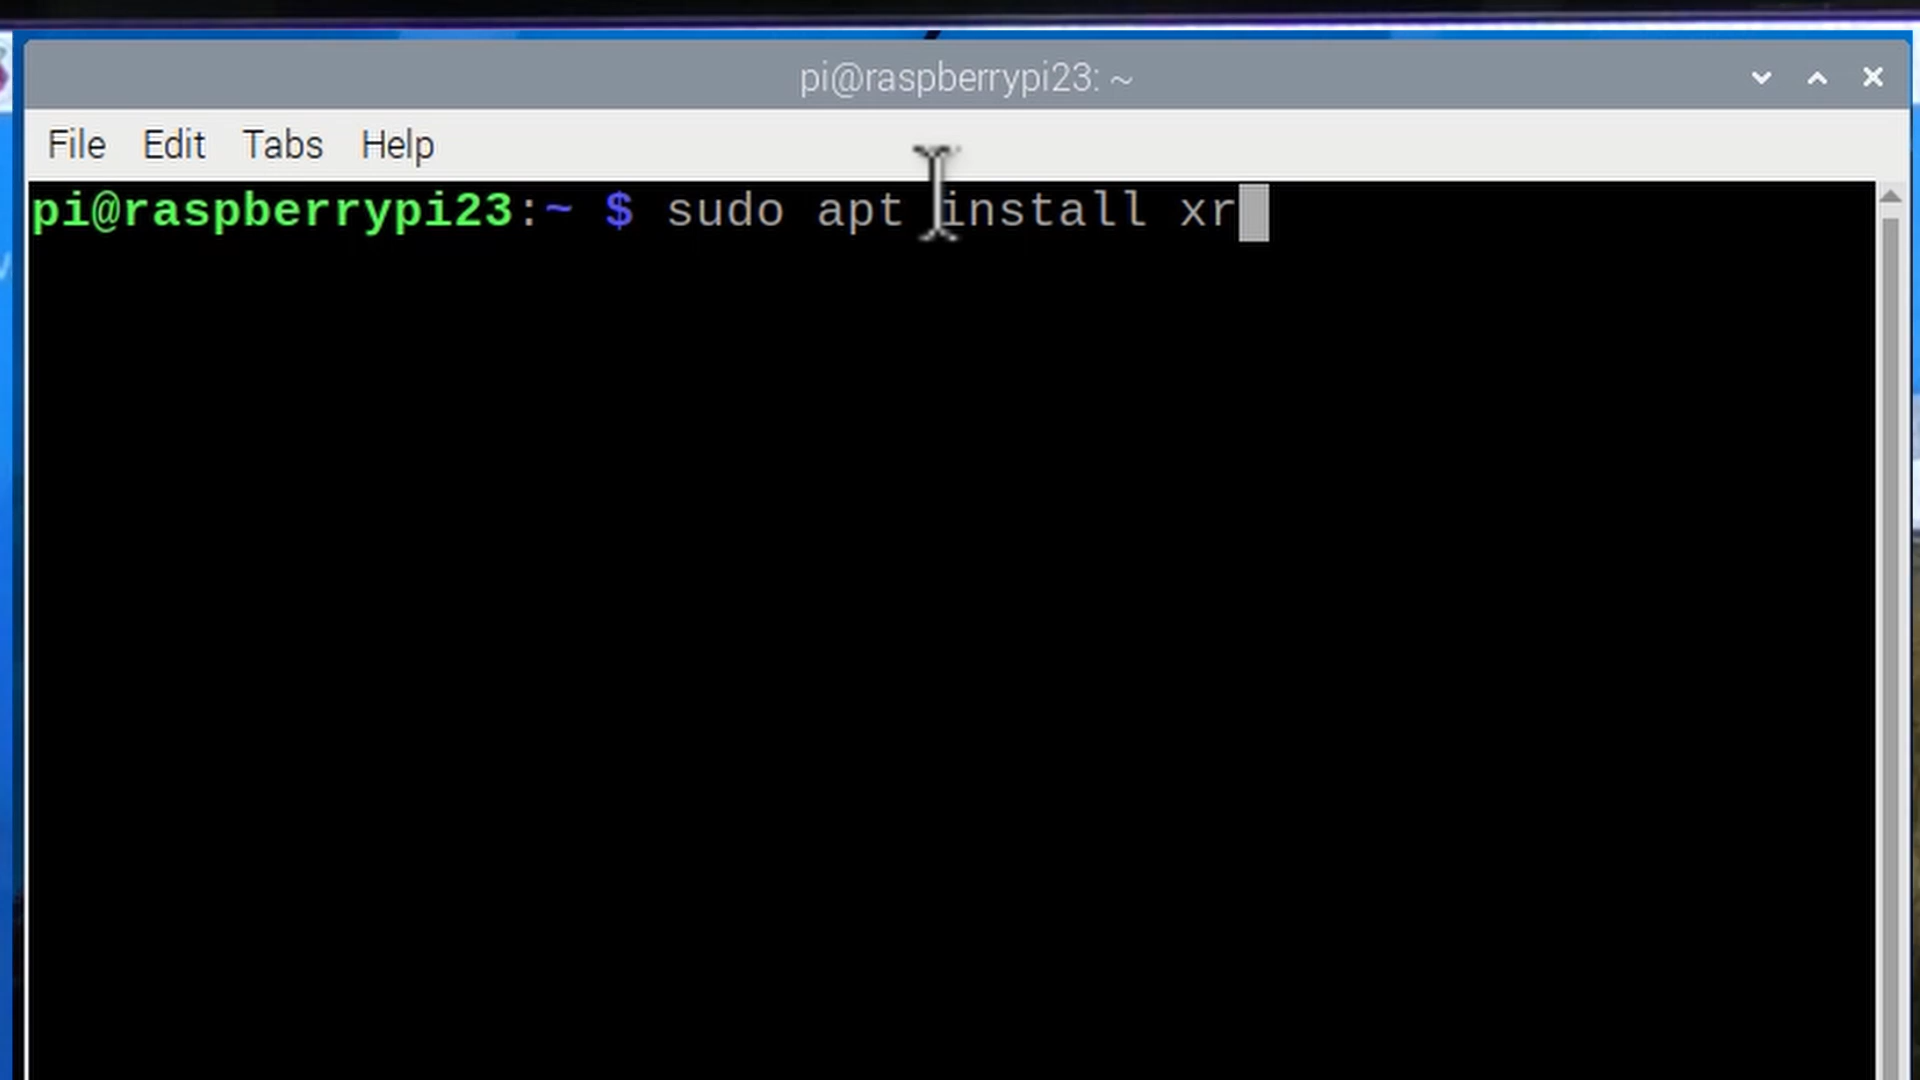 pi@raspberrypi23: ~
File Edit Tabs Help
pi@raspberrypi23:~ $ sudo apt install xr